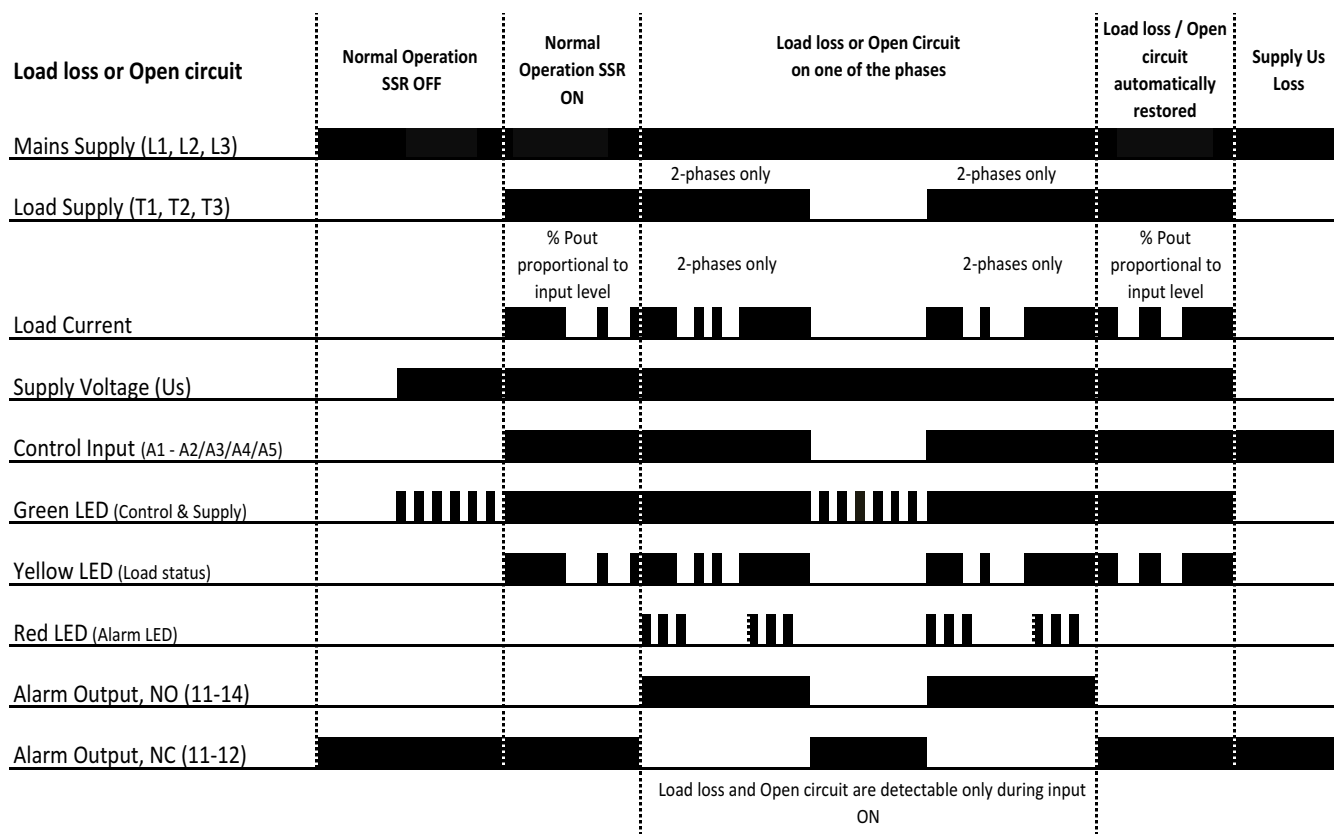 Load loss or Open circuit
Normal Operation
SSR OFF
Normal
Operation SSR
ON
Load loss or Open Circuit
on one of the phases
Load loss / Open
circuit
automatically
restored
Supply Us
Loss
Mains Supply (L1, L2, L3)
2-phases only
2-phases only
Load Supply (T1, T2, T3)
% Pout
proportional to
input level
2-phases only
2-phases only
% Pout
proportional to
input level
Load Current
Supply Voltage (Us)
Control Input (A1 - A2/A3/A4/A5)
Green LED (Control & Supply)
Yellow LED (Load status)
Red LED (Alarm LED)
Alarm Output, NO (11-14)
Alarm Output, NC (11-12)
Load loss and Open circuit are detectable only during input
ON